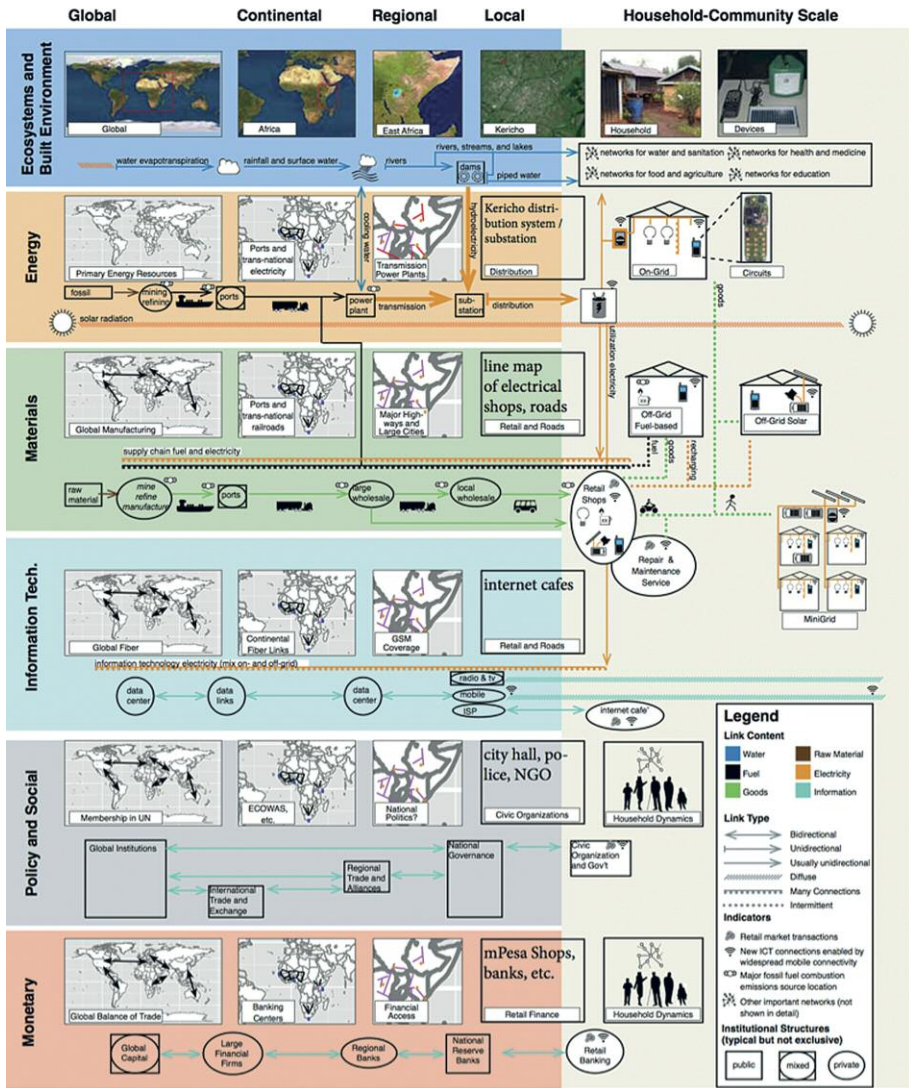 Global
Continental
Regional
Local
Household-Community Scale
Ecosystems and
Built Environment
Global
Africa
East Africa
Kericho
Household
Devices
water evapotranspiration
rainfall and surface water
rivers
rivers, streams, and lakes
dams
piped water
networks for water and sanitation
networks for health and medicine
networks for food and agriculture
networks for education
Energy
Primary Energy Resources
Ports and
trans-national
electricity
cooling water
Transmission
Power Plants.
hydroelectricity
Kericho distri-
bution system /
substation
Distribution
On-Grid
Circuits
fossil
mining
refining
ports
power
plant
transmission
sub-
station
distribution
goods
solar radiation
utilization electricity
Materials
Global Manufacturing
Ports and
trans-national
railroads
Major High-
ways and
Large Cities
line map
of electrical
shops, roads
Retail and Roads
Off-Grid
Fuel-based
Off-Grid Solar
fuel
goods
recharging
supply chain fuel and electricity
raw
material
mine
refine
manufacture
ports
large wholesale
local wholesale
Retail
Shops
Repair &
Maintenance
Service
MiniGrid
Information Tech.
Global Fiber
Continental
Fiber Links
GSM
Coverage
internet cafes
Retail and Roads
information technology electricity (mix on- and off-grid)
data
center
data
links
data
center
radio & tv
mobile
ISP
internet cafe'
Policy and Social
Membership in UN
ECOWAS,
etc.
National
Politics?
city hall, po-
lice, NGO
Civic Organizations
Household Dynamics
Global Institutions
International
Trade and
Exchange
Regional
Trade and
Alliances
National
Governance
Civic
Organization
and Gov't
Monetary
Global Balance of Trade
Banking
Centers
Financial
Access
mPesa Shops,
banks, etc.
Retail Finance
Household Dynamics
Global
Capital
Large
Financial
Firms
Regional
Banks
National
Reserve
Banks
Retail
Banking
Legend
Link Content
Water
Raw Material
Fuel
Electricity
Goods
Information
Link Type
Bidirectional
Unidirectional
Usually unidirectional
Diffuse
Many Connections
Intermittent
Indicators
Retail market transactions
New ICT connections enabled by
widespread mobile connectivity
Major fossil fuel combustion
emissions source location
Other important networks (not
shown in detail)
Institutional Structures
(typical but not exclusive)
public
mixed
private